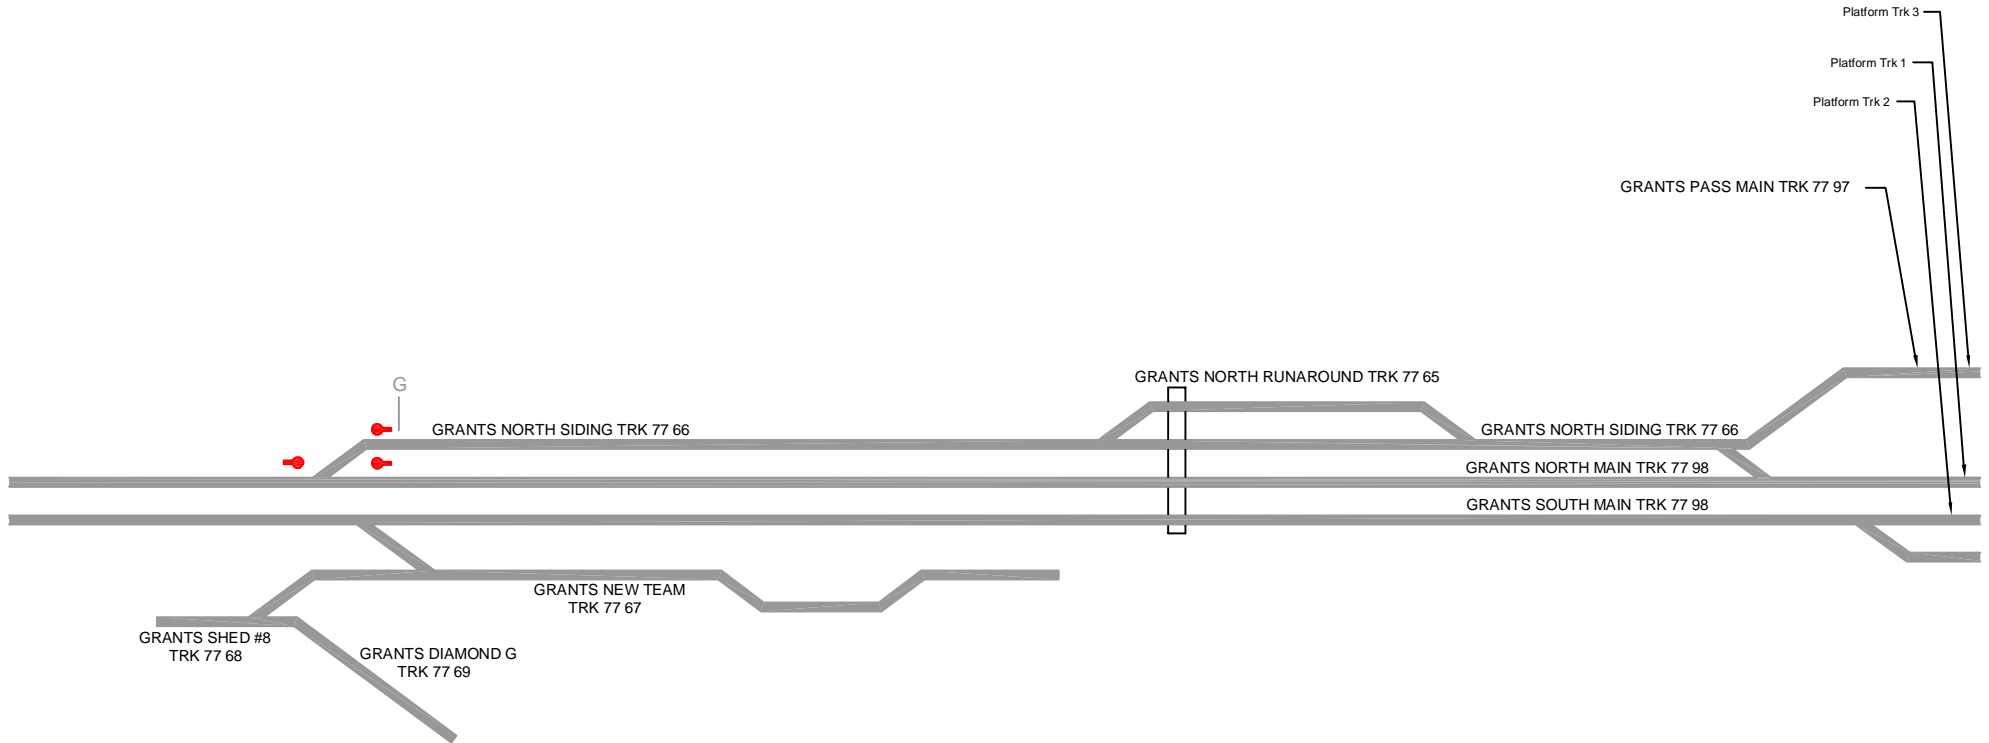 Platform Trk 3
Platform Trk 1
Platform Trk 2
GRANTS PASS MAIN TRK 77 97
GRANTS NORTH RUNAROUND TRK 77 65
G
GRANTS NORTH SIDING TRK 77 66
GRANTS NORTH SIDING TRK 77 66
GRANTS NORTH MAIN TRK 77 98
GRANTS SOUTH MAIN TRK 77 98
GRANTS NEW TEAM
TRK 77 67
GRANTS SHED #8
TRK 77 68
GRANTS DIAMOND G
TRK 77 69